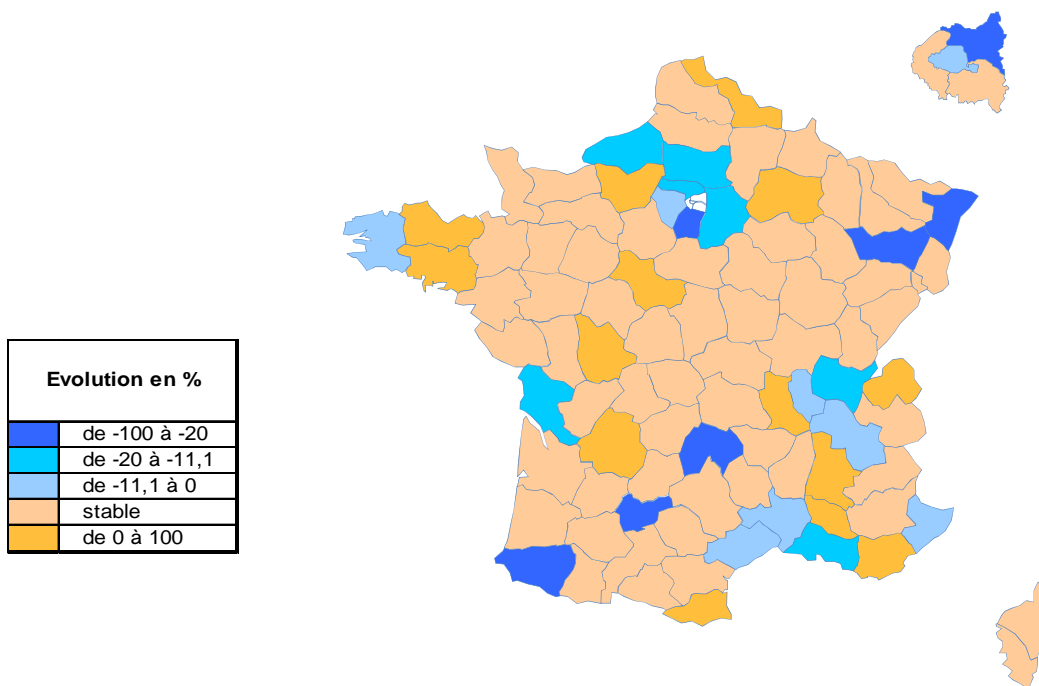 Evolution en %
de -100 à -20
de -20 à -11,1
de -11,1 à 0
stable
de 0 à 100